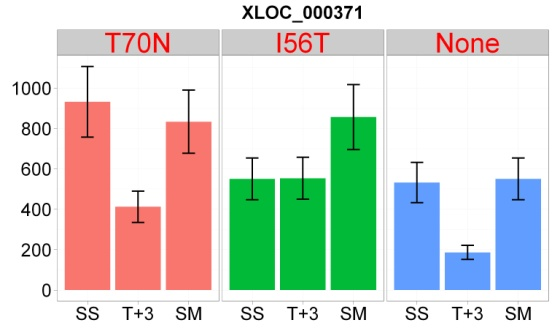 XLOC_000371
T70N I56T None
1000
800
600
400
200
0
SS T+3 SM SS T+3 SM SS T+3 SM